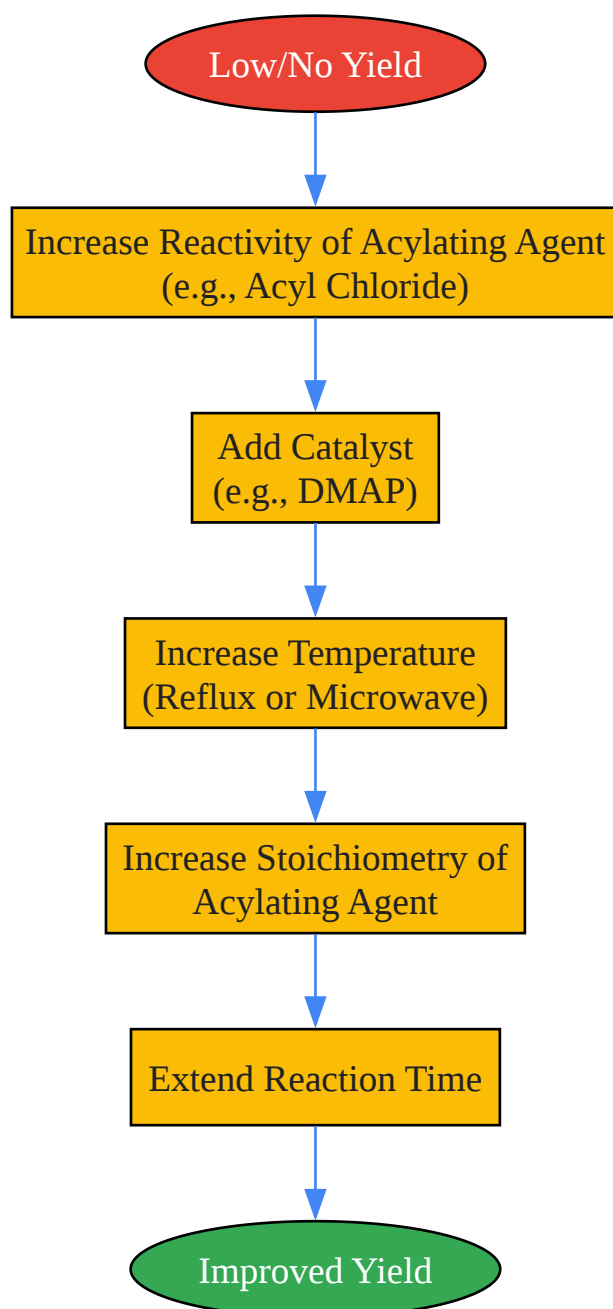 Low/No Yield
Increase Reactivity of Acylating Agent
(e.g., Acyl Chloride)
Add Catalyst
(e.g., DMAP)
Increase Temperature
(Reflux or Microwave)
Increase Stoichiometry of
Acylating Agent
Extend Reaction Time
Improved Yield